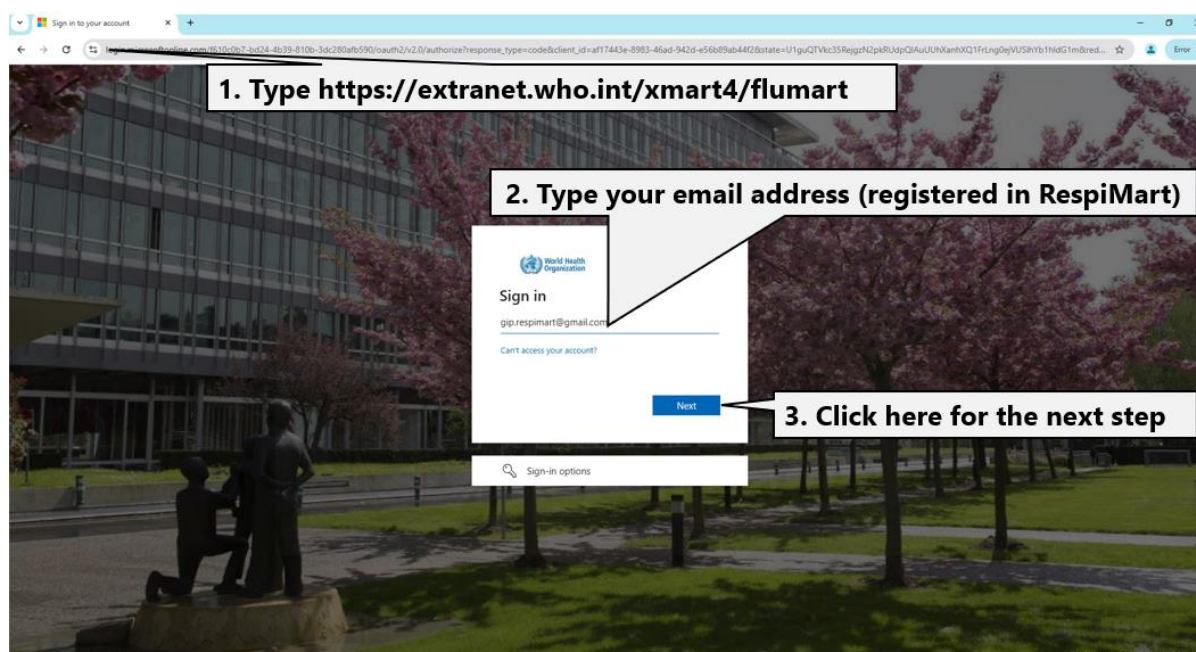 Sign in to your account
Error
1. Type https://extranet.who.int/xmart4/flumart
2. Type your email address (registered in RespiMart)
World Health
Organization
Sign in
gip.respimart@gmail.com
Can't access your account?
Next
3. Click here for the next step
Sign-in options